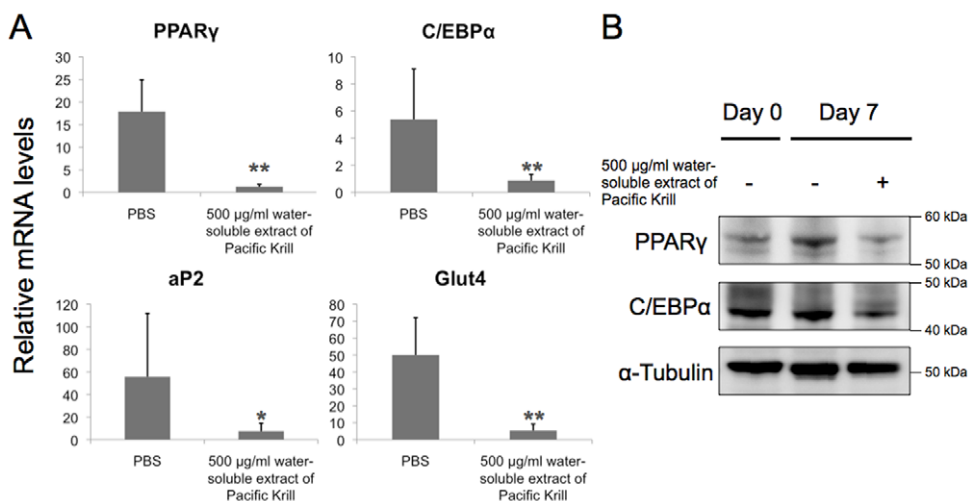 A
B
Relative mRNA levels
PPARγ
30
25
20
15
10
5
0
**
PBS
500 µg/ml water-
soluble extract of
Pacific Krill
C/EBPα
10
8
6
4
2
0
**
PBS
500 µg/ml water-
soluble extract of
Pacific Krill
aP2
120
100
80
60
40
20
0
*
PBS
500 µg/ml water-
soluble extract of
Pacific Krill
Glut4
80
70
60
50
40
30
20
10
0
**
PBS
500 µg/ml water-
soluble extract of
Pacific Krill
Day 0 Day 7
500 µg/ml water-
soluble extract of
Pacific Krill
- - +
60 kDa
PPARγ
50 kDa
50 kDa
C/EBPα
40 kDa
α-Tubulin
50 kDa